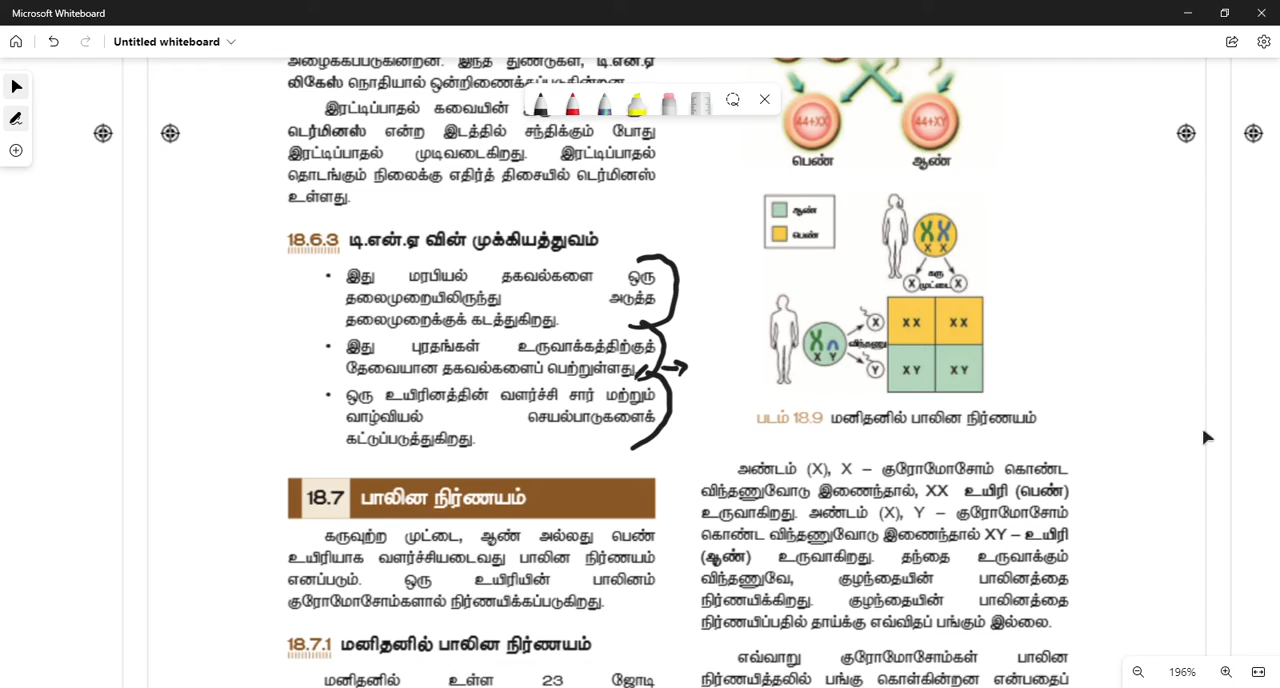 Microsoft Whiteboard
Untitled whiteboard
அழைக்கப்படுகின்றன. இந்த துண்டுகள், டி.என்.ஏ
லிகேஸ் நொதியால் ஒன்றிணைக்கப்படுகின்றன.
இரட்டிப்பாதல் கவையின்
டெர்மினஸ் என்ற இடத்தில் சந்திக்கும் போது
இரட்டிப்பாதல் முடிவடைகிறது. இரட்டிப்பாதல்
தொடங்கும் நிலைக்கு எதிர்த் திசையில் டெர்மினஸ்
உள்ளது.
18.6.3 டி.என்.ஏ வின் முக்கியத்துவம்
• இது மரபியல் தகவல்களை ஒரு
தலைமுறையிலிருந்து அடுத்த
தலைமுறைக்குக் கடத்துகிறது.
• இது புரதங்கள் உருவாக்கத்திற்குத்
தேவையான தகவல்களைப் பெற்றுள்ளது.
• ஒரு உயிரினத்தின் வளர்ச்சி சார் மற்றும்
வாழ்வியல் செயல்பாடுகளைக்
கட்டுப்படுத்துகிறது.
18.7 பாலின நிர்ணயம்
கருவுற்ற முட்டை, ஆண் அல்லது பெண்
உயிரியாக வளர்ச்சியடைவது பாலின நிர்ணயம்
எனப்படும். ஒரு உயிரியின் பாலினம்
குரோமோசோம்களால் நிர்ணயிக்கப்படுகிறது.
18.7.1 மனிதனில் பாலின நிர்ணயம்
மனிதனில் உள்ள 23 ஜோடி
44+XX 44+XY
பெண் ஆண்
ஆண்
பெண்
X X
கரு
X முட்டை X
X
விந்தணு
X Y
Y
XX XX
XY XY
படம் 18.9 மனிதனில் பாலின நிர்ணயம்
அண்டம் (X), X – குரோமோசோம் கொண்ட
விந்தணுவோடு இணைந்தால், XX உயிரி (பெண்)
உருவாகிறது. அண்டம் (X), Y – குரோமோசோம்
கொண்ட விந்தணுவோடு இணைந்தால் XY – உயிரி
(ஆண்) உருவாகிறது. தந்தை உருவாக்கும்
விந்தணுவே, குழந்தையின் பாலினத்தை
நிர்ணயிக்கிறது. குழந்தையின் பாலினத்தை
நிர்ணயிப்பதில் தாய்க்கு எவ்விதப் பங்கும் இல்லை.
எவ்வாறு குரோமோசோம்கள் பாலின
நிர்ணயித்தலில் பங்கு கொள்கின்றன என்பதைப்
196%